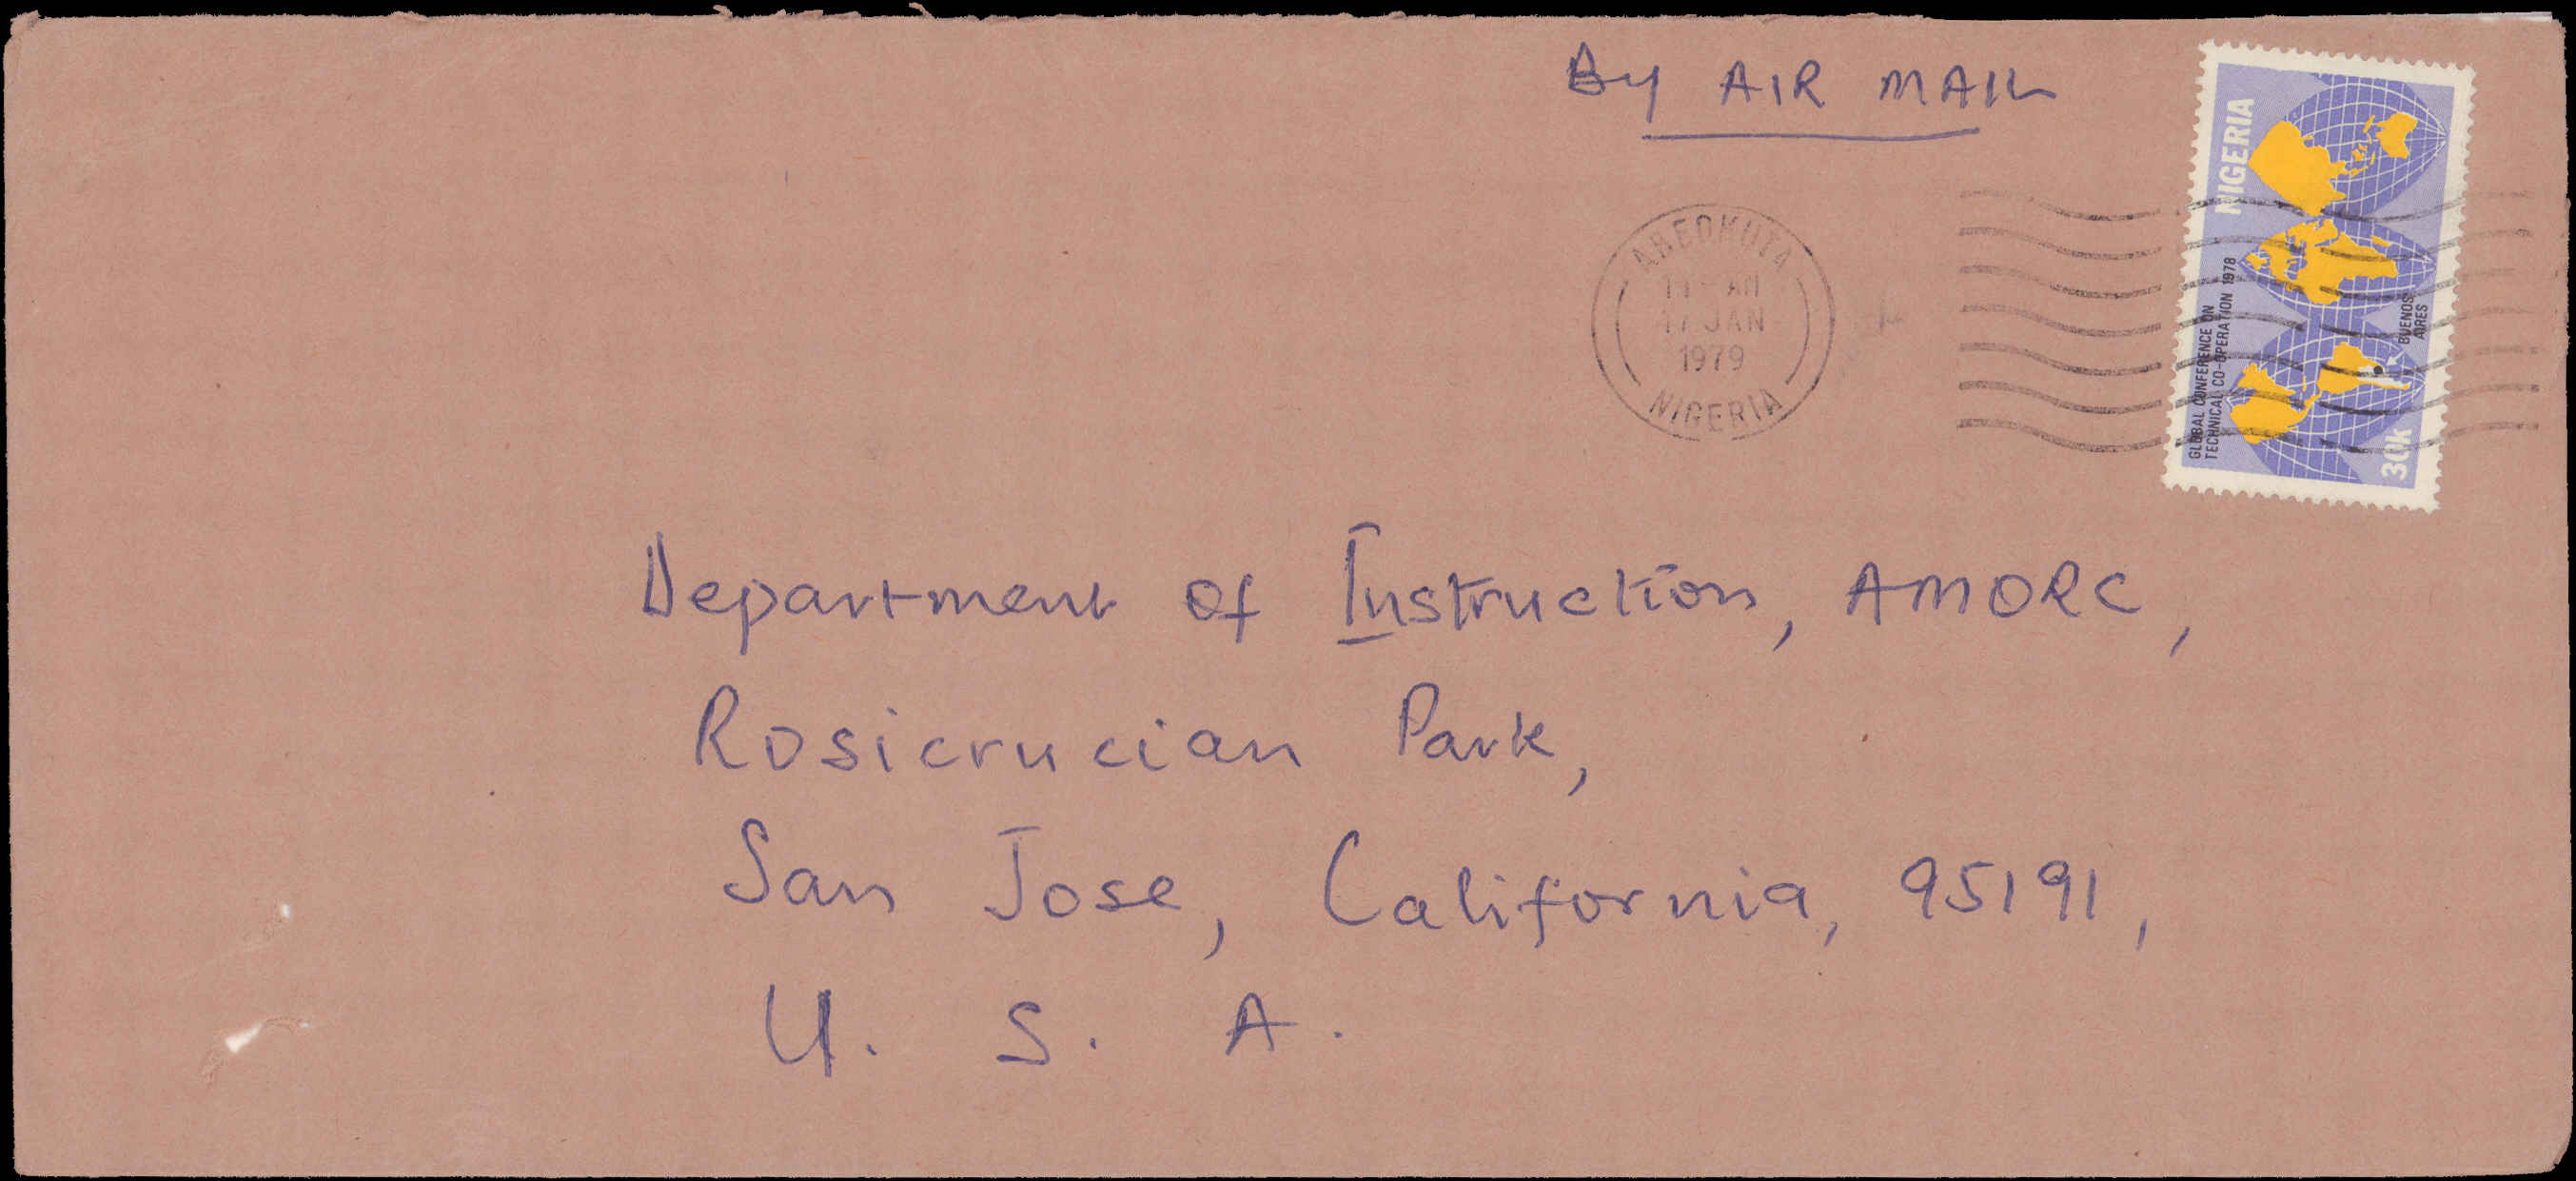 By AIR MAIL
NIGERIA
GLOBAL CONFERENCE ON
TECHNICAL CO-OPERATION 1978
BUENOS
AIRES
30k
ABEOKUTA
AM
17 JAN
1979
NIGERIA
Department of Instruction, AMORC,
Rosicrucian Park,
San Jose, California, 95191,
U. S. A.